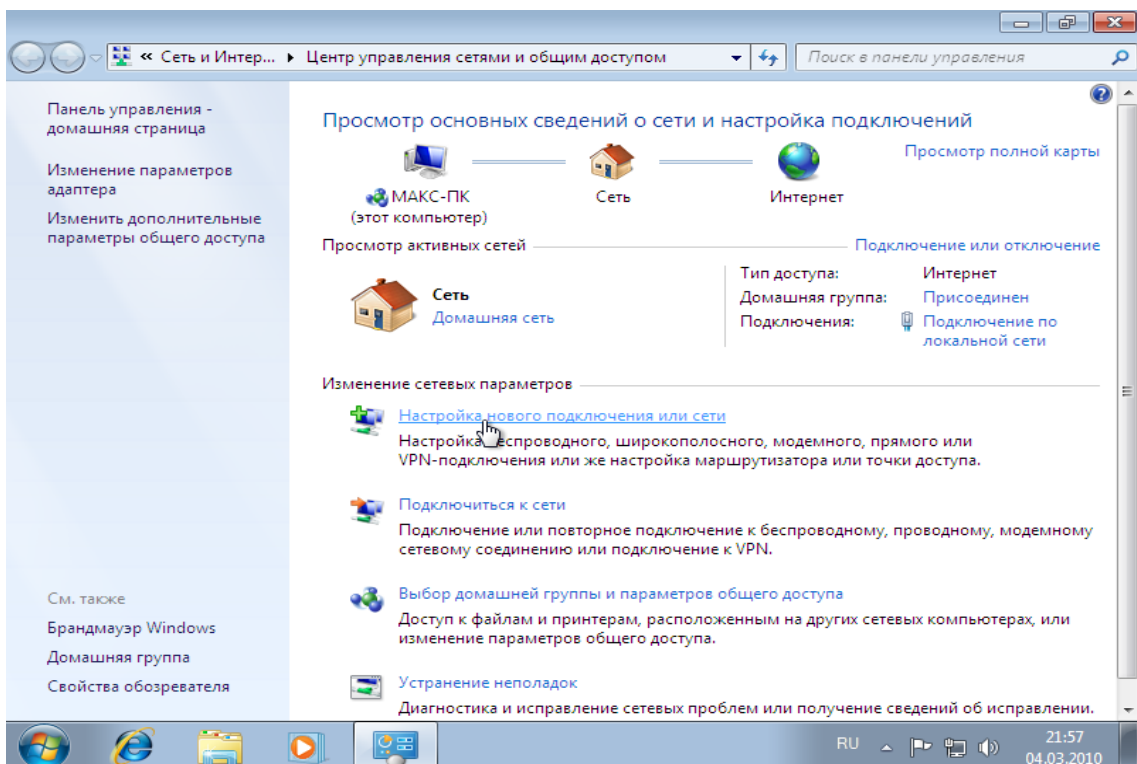 « Сеть и Интер... ▸ Центр управления сетями и общим доступом
Поиск в панели управления
Панель управления -
домашняя страница
Изменение параметров
адаптера
Изменить дополнительные
параметры общего доступа
См. также
Брандмауэр Windows
Домашняя группа
Свойства обозревателя
Просмотр основных сведений о сети и настройка подключений
Просмотр полной карты
МАКС-ПК
(этот компьютер)
Сеть
Интернет
Просмотр активных сетей
Подключение или отключение
Сеть
Домашняя сеть
Тип доступа: Интернет
Домашняя группа: Присоединен
Подключения: Подключение по
локальной сети
Изменение сетевых параметров
Настройка нового подключения или сети
Настройка беспроводного, широкополосного, модемного, прямого или
VPN-подключения или же настройка маршрутизатора или точки доступа.
Подключиться к сети
Подключение или повторное подключение к беспроводному, проводному, модемному
сетевому соединению или подключение к VPN.
Выбор домашней группы и параметров общего доступа
Доступ к файлам и принтерам, расположенным на других сетевых компьютерах, или
изменение параметров общего доступа.
Устранение неполадок
Диагностика и исправление сетевых проблем или получение сведений об исправлении.
RU
21:57
04.03.2010